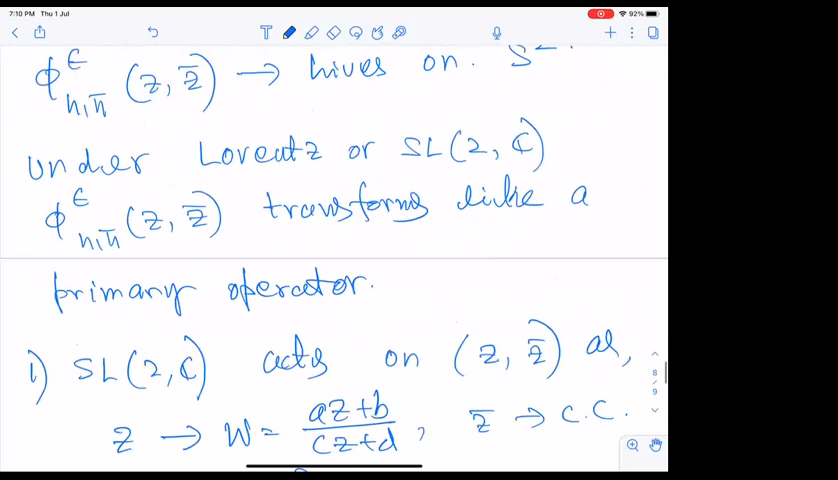 7:10 PM Thu 1 Jul
92%
ϕ^ϵ_{h,h̄} (z, z̄) → lives on S².
under Lorentz or SL(2, ℂ)
ϕ^ϵ_{h,h̄} (z, z̄) transforms like a
primary operator.
1) SL(2, ℂ) acts on (z, z̄) as,
z → w = (az+b)/(cz+d), z̄ → c.c.
8
9